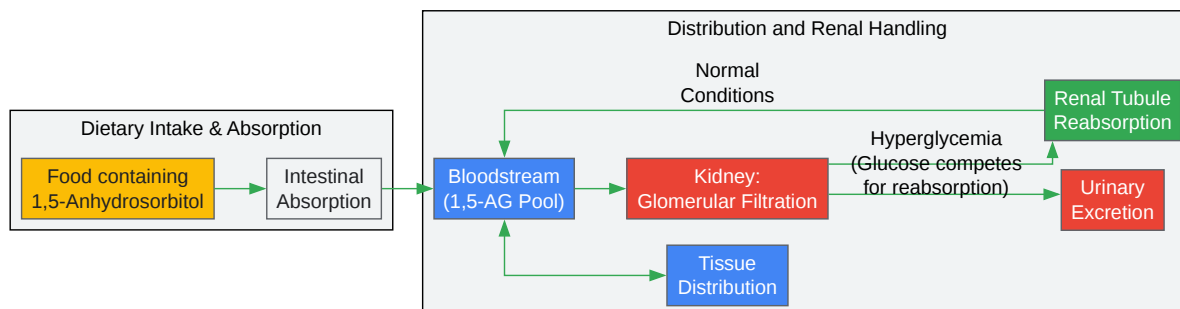 Distribution and Renal Handling
Normal
Conditions
Renal Tubule
Reabsorption
Dietary Intake & Absorption
Hyperglycemia
(Glucose competes
for reabsorption)
Food containing
1,5-Anhydrosorbitol
Intestinal
Absorption
Bloodstream
(1,5-AG Pool)
Kidney:
Glomerular Filtration
Urinary
Excretion
Tissue
Distribution